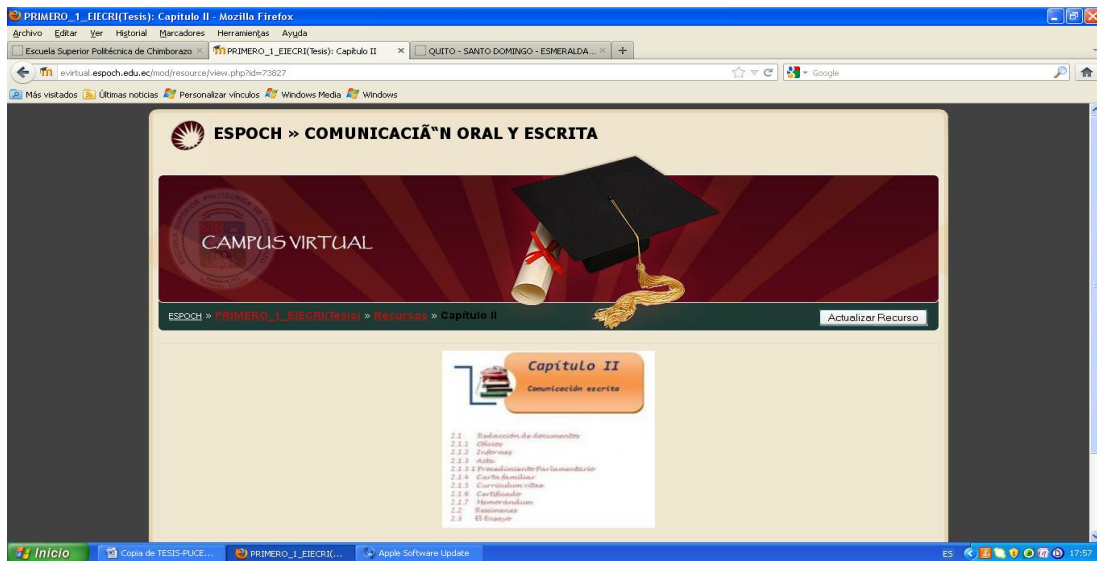 PRIMERO_1_EIECRI(Tesis): Capítulo II - Mozilla Firefox
Archivo Editar Ver Historial Marcadores Herramientas Ayuda
Escuela Superior Politécnica de Chimborazo × PRIMERO_1_EIECRI(Tesis): Capítulo II × QUITO - SANTO DOMINGO - ESMERALDA... × +
evirtual.espoch.edu.ec/mod/resource/view.php?id=73827 Google
Más visitados Últimas noticias Personalizar vínculos Windows Media Windows
ESPOCH » COMUNICACIÃ“N ORAL Y ESCRITA
CAMPUS VIRTUAL
ESPOCH » PRIMERO_1_EIECRI(Tesis) » Recursos » Capítulo II Actualizar Recurso
Capítulo II
Comunicación escrita
2.1 Redacción de documentos
2.1.1 Oficios
2.1.2 Informes
2.1.3 Acta
2.1.3.1 Procedimiento Parlamentario
2.1.4 Carta familiar
2.1.5 Curriculum vitae
2.1.6 Certificado
2.1.7 Memorándum
2.2 Resúmenes
2.3 El Ensayo
Inicio Copia de TESIS-PUCE... PRIMERO_1_EIECRI(... Apple Software Update ES 17:57